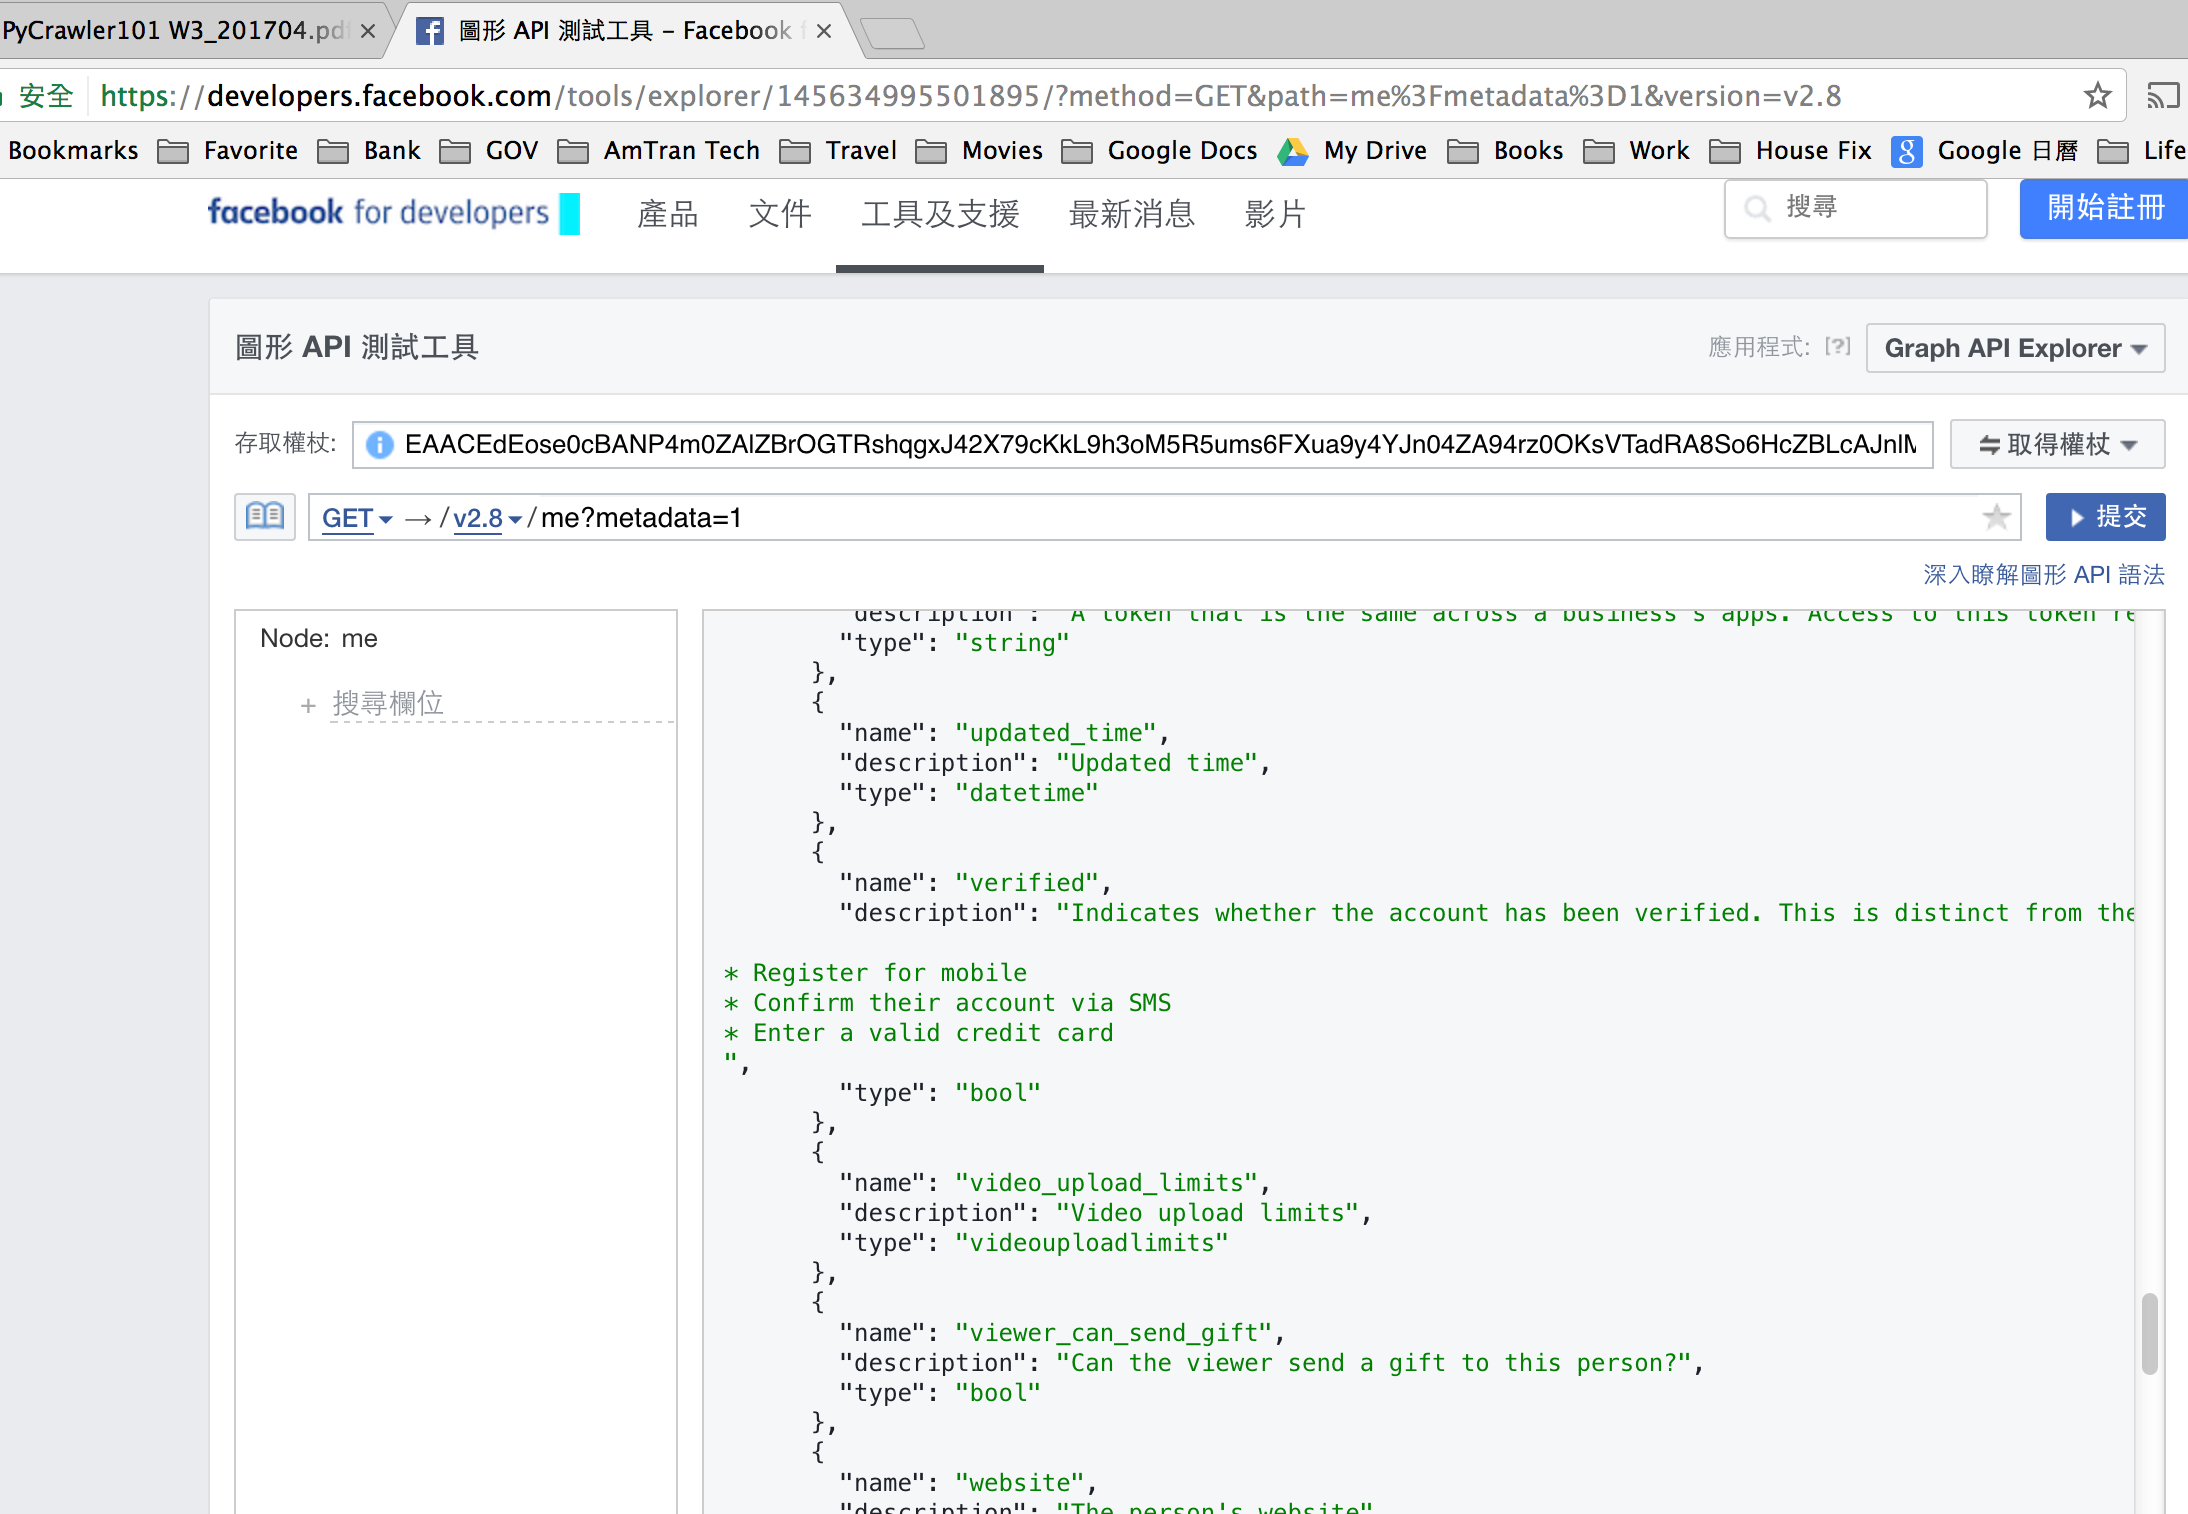 PyCrawler101 W3_201704.pdf
圖形 API 測試工具 – Facebook f
安全 https://developers.facebook.com/tools/explorer/145634995501895/?method=GET&path=me%3Fmetadata%3D1&version=v2.8
Bookmarks Favorite Bank GOV AmTran Tech Travel Movies Google Docs My Drive Books Work House Fix Google 日曆 Life
facebook for developers 產品 文件 工具及支援 最新消息 影片 搜尋 開始註冊
圖形 API 測試工具 應用程式: [?] Graph API Explorer
存取權杖: EAACEdEose0cBANP4m0ZAlZBrOGTRshqgxJ42X79cKkL9h3oM5R5ums6FXua9y4YJn04ZA94rz0OKsVTadRA8So6HcZBLcAJnlM 取得權杖
GET → / v2.8 / me?metadata=1 提交
深入瞭解圖形 API 語法
Node: me
+ 搜尋欄位
"description": "A token that is the same across a business's apps. Access to this token re
"type": "string"
},
{
"name": "updated_time",
"description": "Updated time",
"type": "datetime"
},
{
"name": "verified",
"description": "Indicates whether the account has been verified. This is distinct from the
* Register for mobile
* Confirm their account via SMS
* Enter a valid credit card
",
"type": "bool"
},
{
"name": "video_upload_limits",
"description": "Video upload limits",
"type": "videouploadlimits"
},
{
"name": "viewer_can_send_gift",
"description": "Can the viewer send a gift to this person?",
"type": "bool"
},
{
"name": "website",
"description": "The person's website"